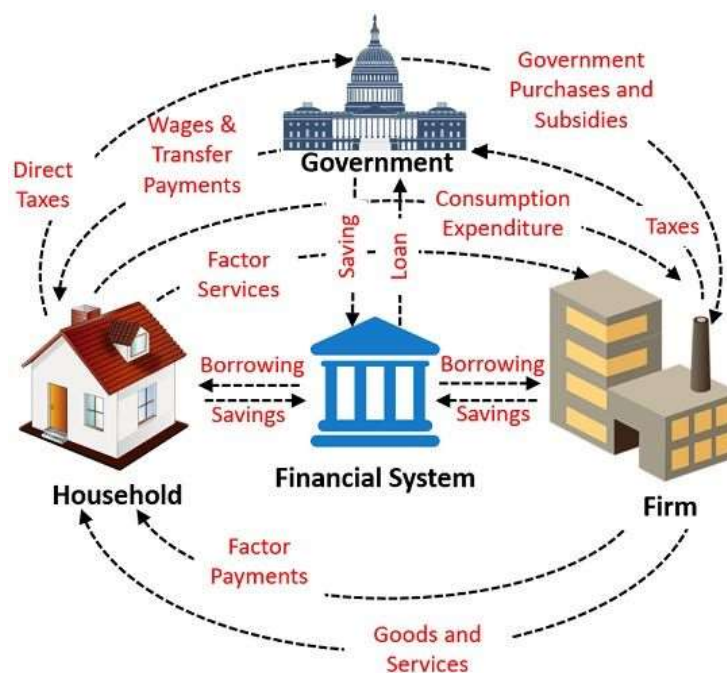 Government
Purchases and
Subsidies
Wages &
Transfer
Payments
Government
Direct
Taxes
Consumption
Expenditure
Taxes
Saving
Loan
Factor
Services
Borrowing
Savings
Borrowing
Savings
Household
Financial System
Firm
Factor
Payments
Goods and
Services